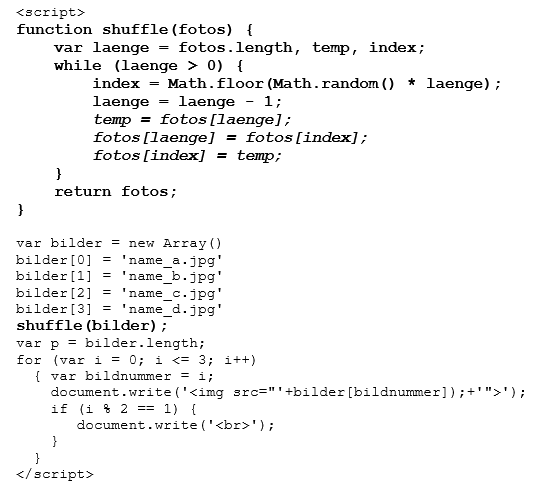 <script>
function shuffle(fotos) {
    var laenge = fotos.length, temp, index;
    while (laenge > 0) {
        index = Math.floor(Math.random() * laenge);
        laenge = laenge - 1;
        temp = fotos[laenge];
        fotos[laenge] = fotos[index];
        fotos[index] = temp;
    }
    return fotos;
}

var bilder = new Array()
bilder[0] = 'name_a.jpg'
bilder[1] = 'name_b.jpg'
bilder[2] = 'name_c.jpg'
bilder[3] = 'name_d.jpg'
shuffle(bilder);
var p = bilder.length;
for (var i = 0; i <= 3; i++)
  { var bildnummer = i;
    document.write('<img src="'+bilder[bildnummer]);+'">');
    if (i % 2 == 1) {
       document.write('<br>');
    }
  }
</script>